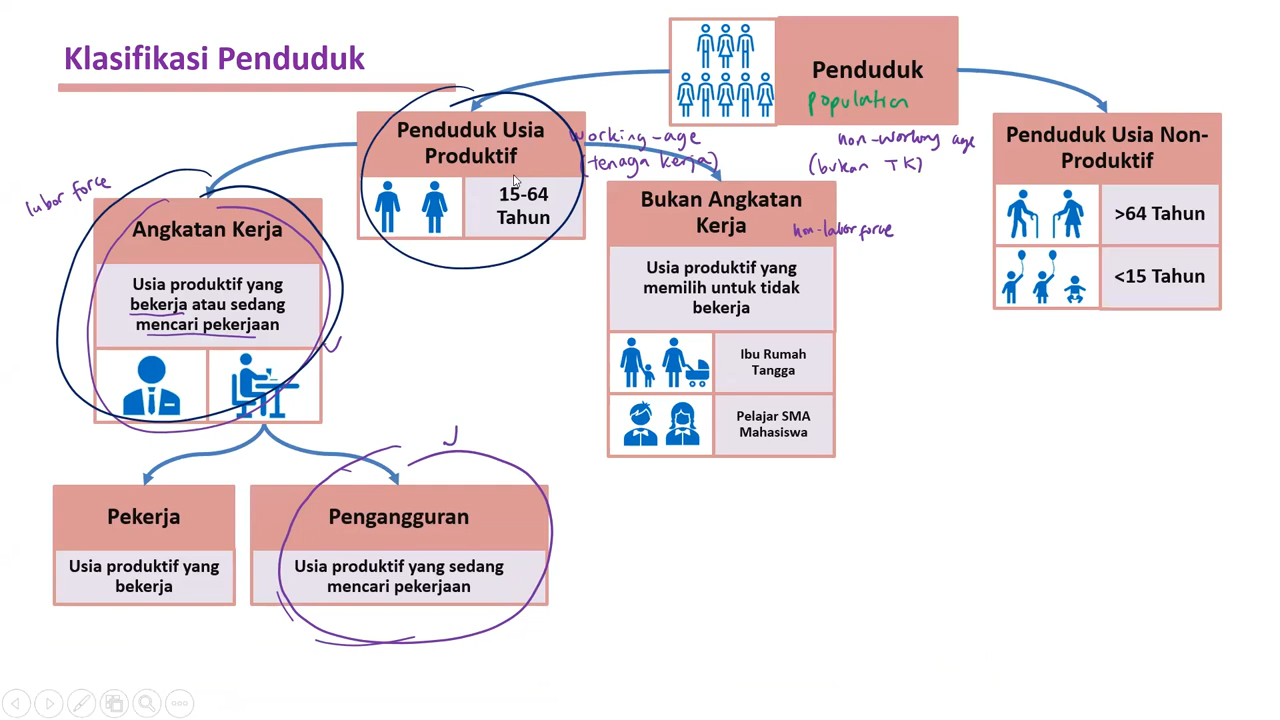 Klasifikasi Penduduk
Penduduk
population
Penduduk Usia
Produktif
15-64
Tahun
working-age
(tenaga kerja)
non-working age
(bukan TK)
Penduduk Usia Non-
Produktif
>64 Tahun
<15 Tahun
labor force
Angkatan Kerja
Usia produktif yang
bekerja atau sedang
mencari pekerjaan
Bukan Angkatan
Kerja
non-labor force
Usia produktif yang
memilih untuk tidak
bekerja
Ibu Rumah
Tangga
Pelajar SMA
Mahasiswa
Pekerja
Usia produktif yang
bekerja
Pengangguran
Usia produktif yang sedang
mencari pekerjaan